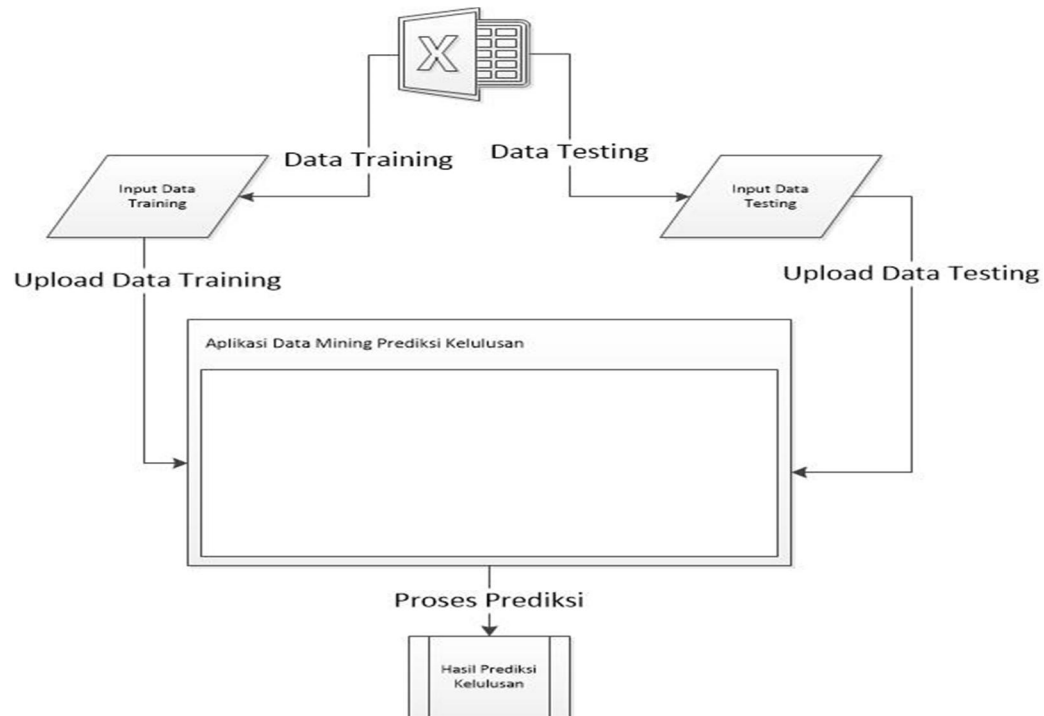 X
Data Training
Data Testing
Input Data
Training
Input Data
Testing
Upload Data Training
Upload Data Testing
Aplikasi Data Mining Prediksi Kelulusan
Proses Prediksi
Hasil Prediksi
Kelulusan